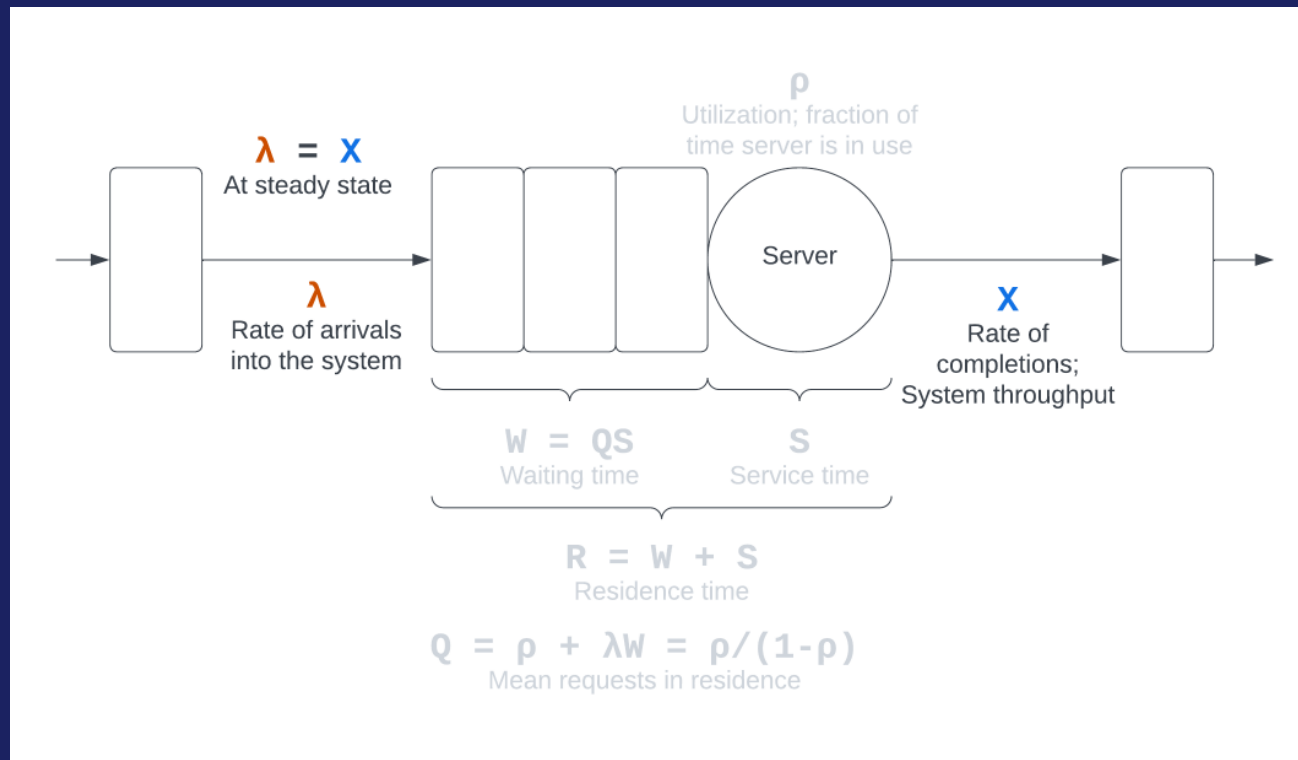 ρ
Utilization; fraction of
time server is in use
λ = X
At steady state
Server
λ
Rate of arrivals
into the system
X
Rate of
completions;
System throughput
W = QS
Waiting time
S
Service time
R = W + S
Residence time
Q = ρ + λW = ρ/(1-ρ)
Mean requests in residence